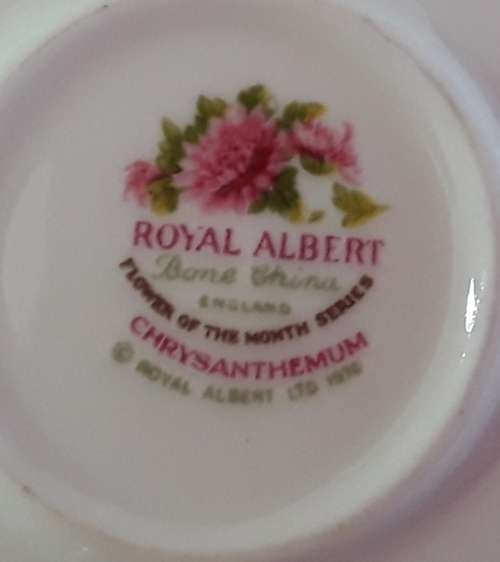 ROYAL ALBERT
Bone China
ENGLAND
FLOWER OF THE MONTH SERIES
CHRYSANTHEMUM
© ROYAL ALBERT LTD 1970